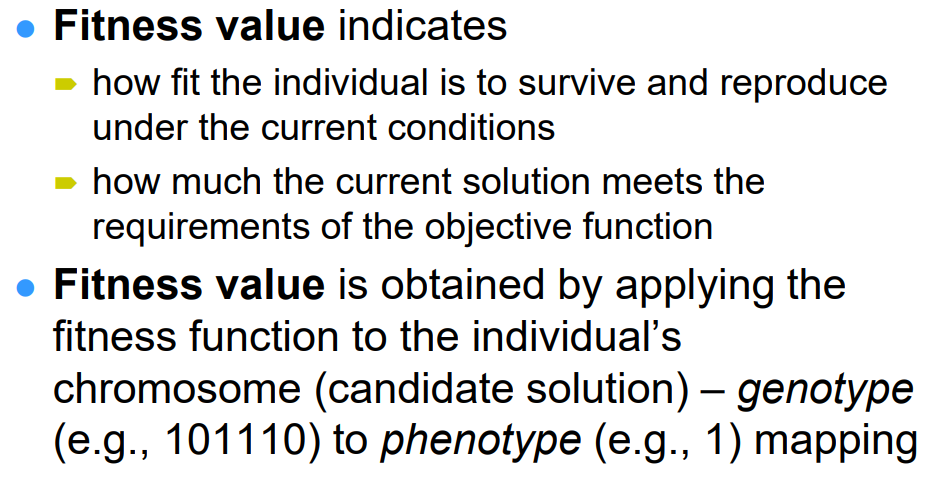 Fitness value indicates
how fit the individual is to survive and reproduce
under the current conditions
how much the current solution meets the
requirements of the objective function
Fitness value is obtained by applying the
fitness function to the individual’s
chromosome (candidate solution) – genotype
(e.g., 101110) to phenotype (e.g., 1) mapping